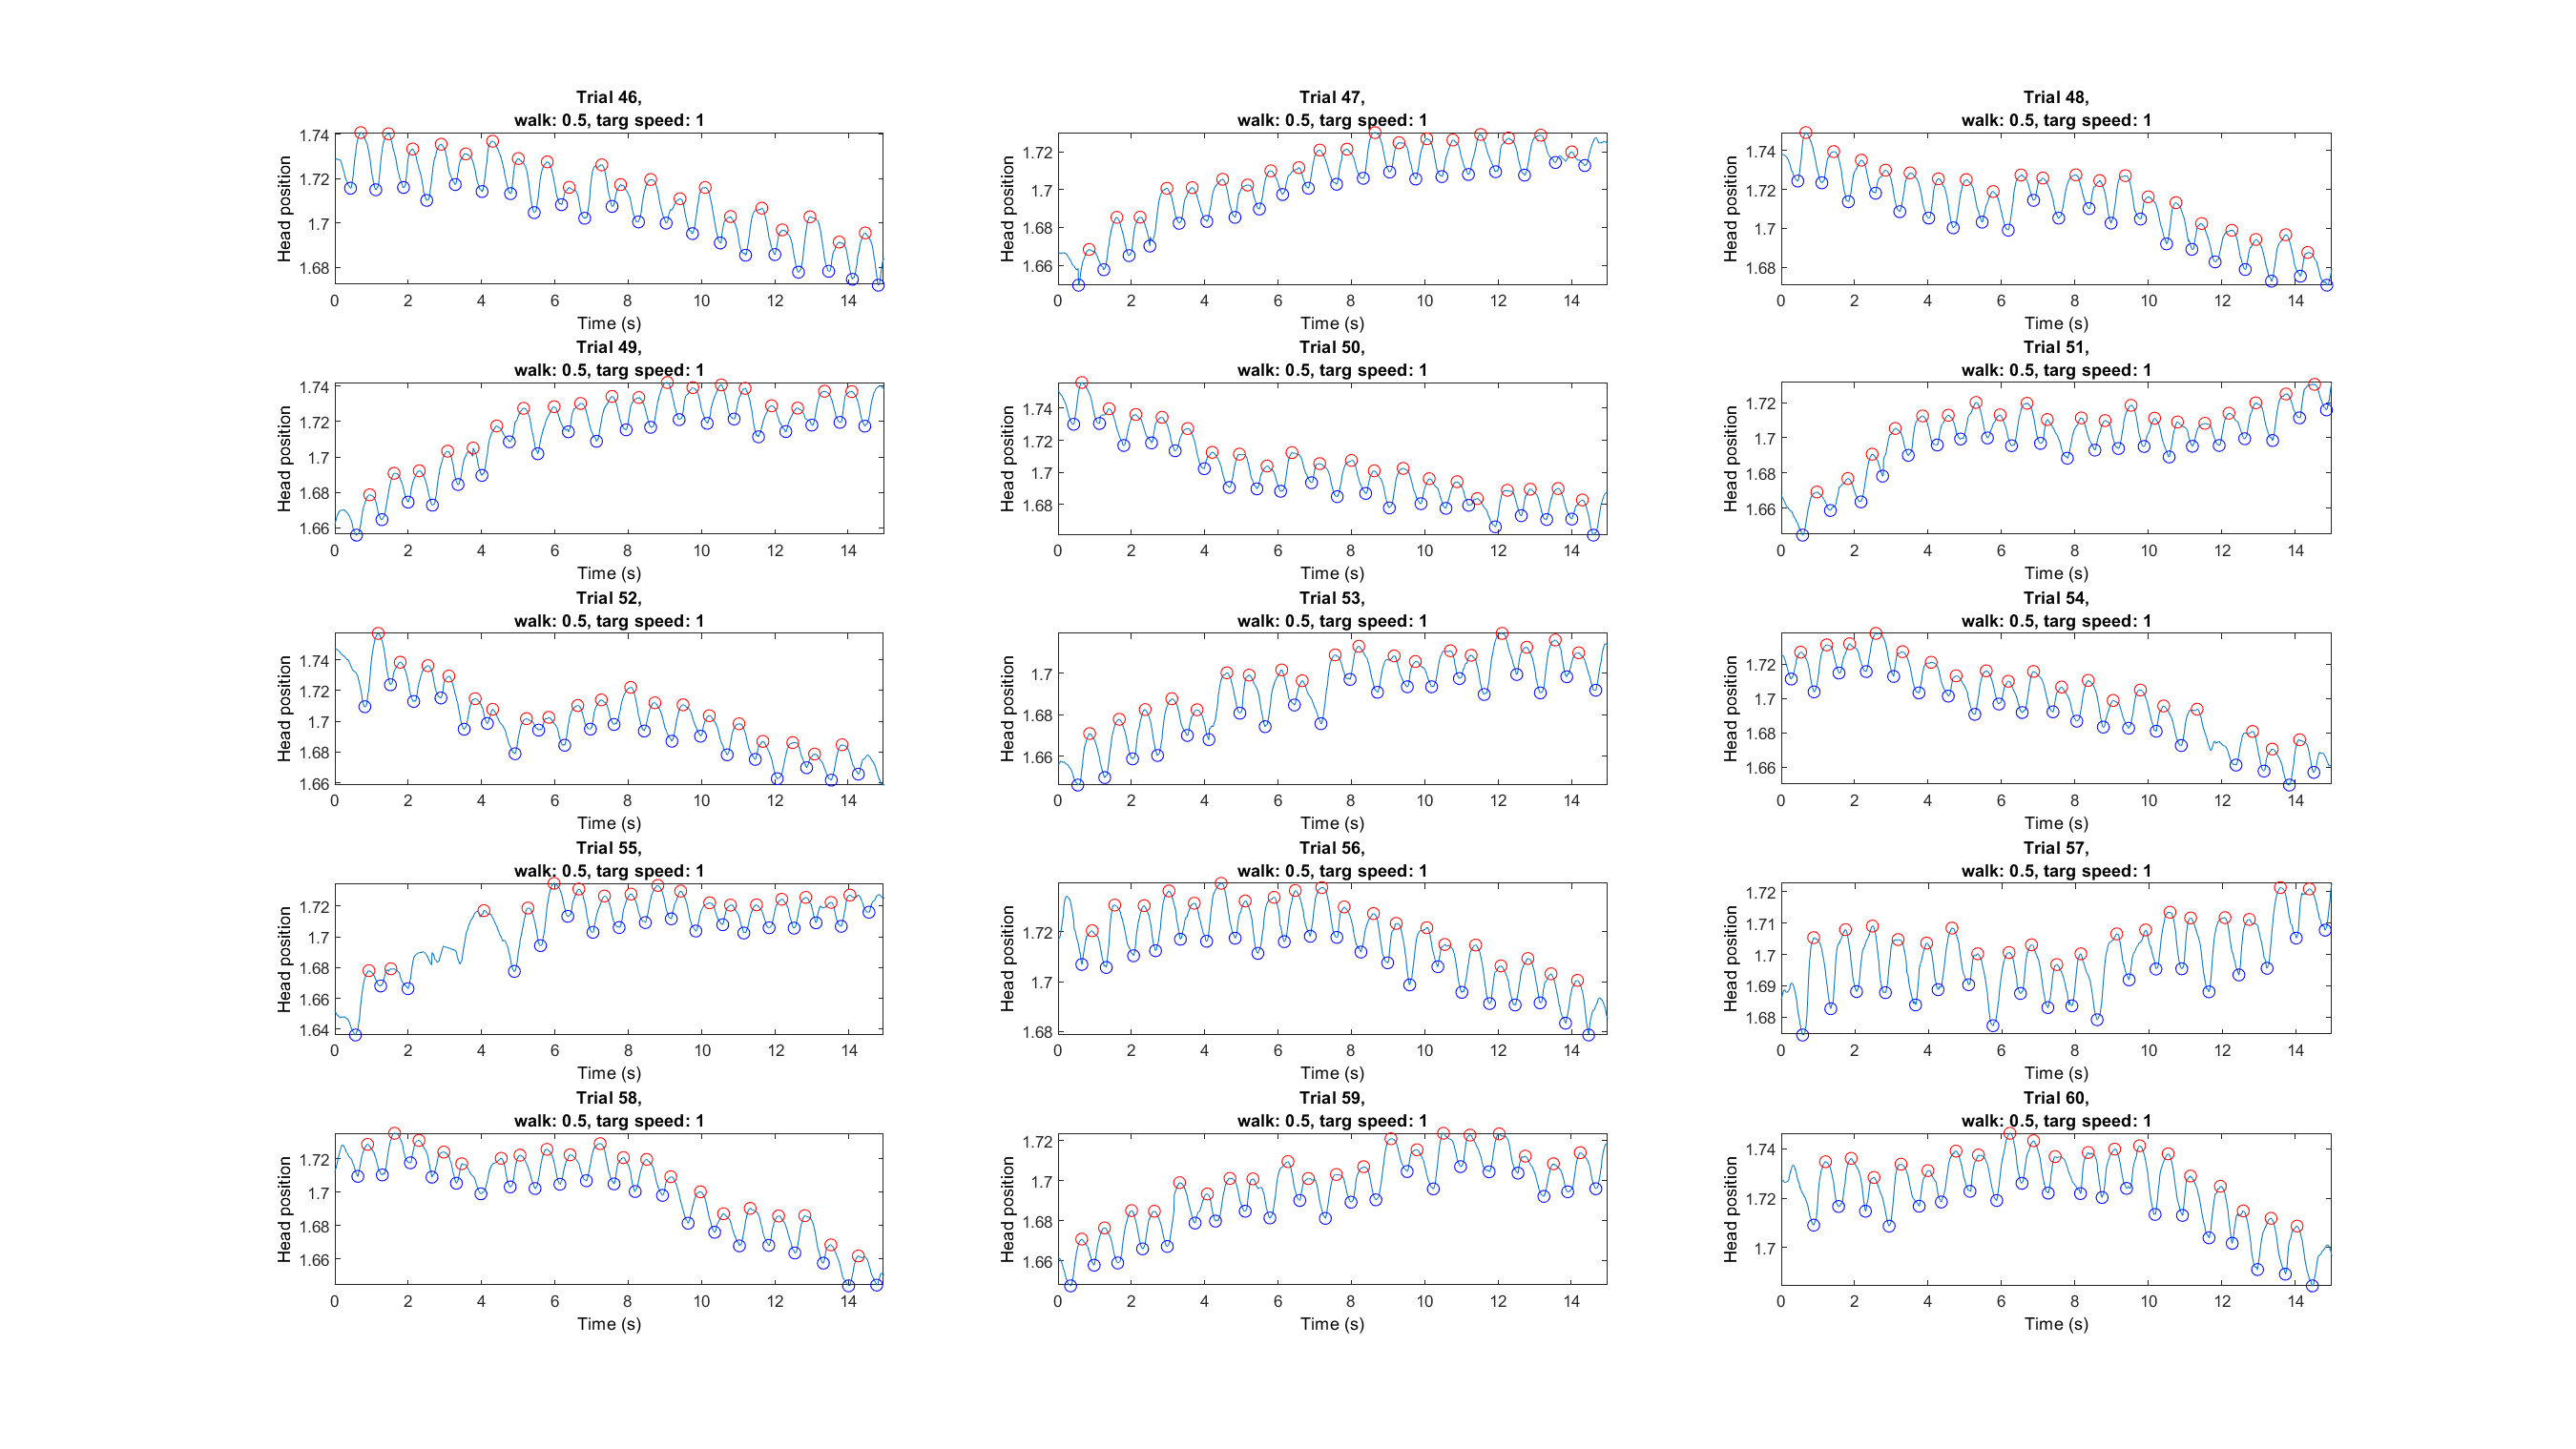 Trial 46,
walk: 0.5, targ speed: 1
Head position
1.74
1.72
1.7
1.68
0 2 4 6 8 10 12 14
Time (s)
Trial 47,
walk: 0.5, targ speed: 1
Head position
1.72
1.7
1.68
1.66
0 2 4 6 8 10 12 14
Time (s)
Trial 48,
walk: 0.5, targ speed: 1
Head position
1.74
1.72
1.7
1.68
0 2 4 6 8 10 12 14
Time (s)
Trial 49,
walk: 0.5, targ speed: 1
Head position
1.74
1.72
1.7
1.68
1.66
0 2 4 6 8 10 12 14
Time (s)
Trial 50,
walk: 0.5, targ speed: 1
Head position
1.74
1.72
1.7
1.68
0 2 4 6 8 10 12 14
Time (s)
Trial 51,
walk: 0.5, targ speed: 1
Head position
1.72
1.7
1.68
1.66
0 2 4 6 8 10 12 14
Time (s)
Trial 52,
walk: 0.5, targ speed: 1
Head position
1.74
1.72
1.7
1.68
1.66
0 2 4 6 8 10 12 14
Time (s)
Trial 53,
walk: 0.5, targ speed: 1
Head position
1.7
1.68
1.66
0 2 4 6 8 10 12 14
Time (s)
Trial 54,
walk: 0.5, targ speed: 1
Head position
1.72
1.7
1.68
1.66
0 2 4 6 8 10 12 14
Time (s)
Trial 55,
walk: 0.5, targ speed: 1
Head position
1.72
1.7
1.68
1.66
1.64
0 2 4 6 8 10 12 14
Time (s)
Trial 56,
walk: 0.5, targ speed: 1
Head position
1.72
1.7
1.68
0 2 4 6 8 10 12 14
Time (s)
Trial 57,
walk: 0.5, targ speed: 1
Head position
1.72
1.71
1.7
1.69
1.68
0 2 4 6 8 10 12 14
Time (s)
Trial 58,
walk: 0.5, targ speed: 1
Head position
1.72
1.7
1.68
1.66
0 2 4 6 8 10 12 14
Time (s)
Trial 59,
walk: 0.5, targ speed: 1
Head position
1.72
1.7
1.68
1.66
0 2 4 6 8 10 12 14
Time (s)
Trial 60,
walk: 0.5, targ speed: 1
Head position
1.74
1.72
1.7
0 2 4 6 8 10 12 14
Time (s)